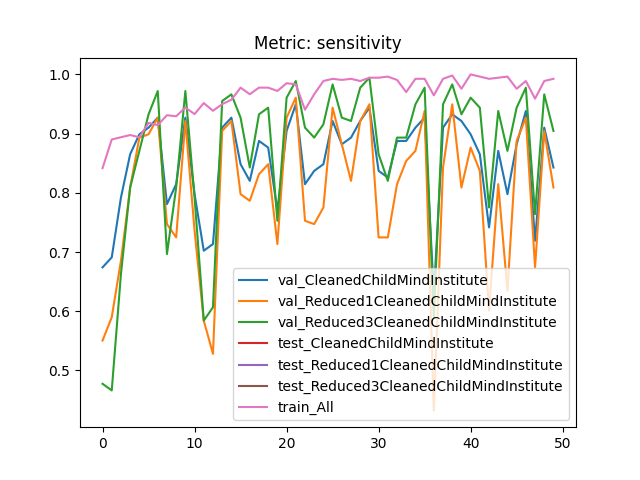 Metric: sensitivity
1.0
0.9
0.8
0.7
0.6
0.5
val_CleanedChildMindInstitute
val_Reduced1CleanedChildMindInstitute
val_Reduced3CleanedChildMindInstitute
test_CleanedChildMindInstitute
test_Reduced1CleanedChildMindInstitute
test_Reduced3CleanedChildMindInstitute
train_All
0 10 20 30 40 50